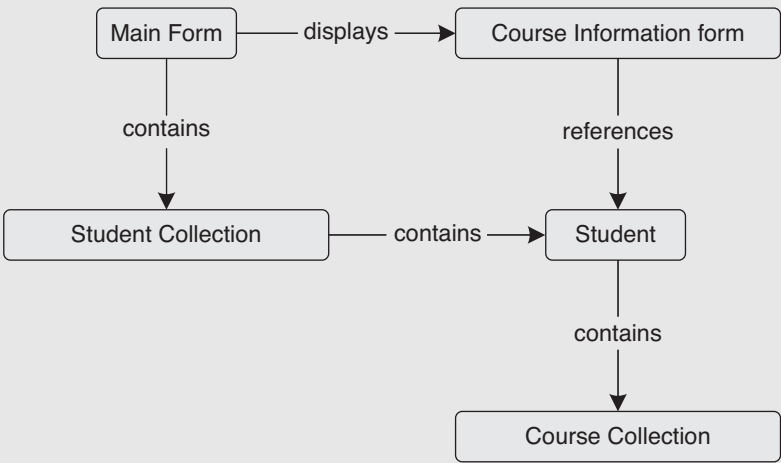 Main Form
displays
Course Information form
contains
references
Student Collection
contains
Student
contains
Course Collection